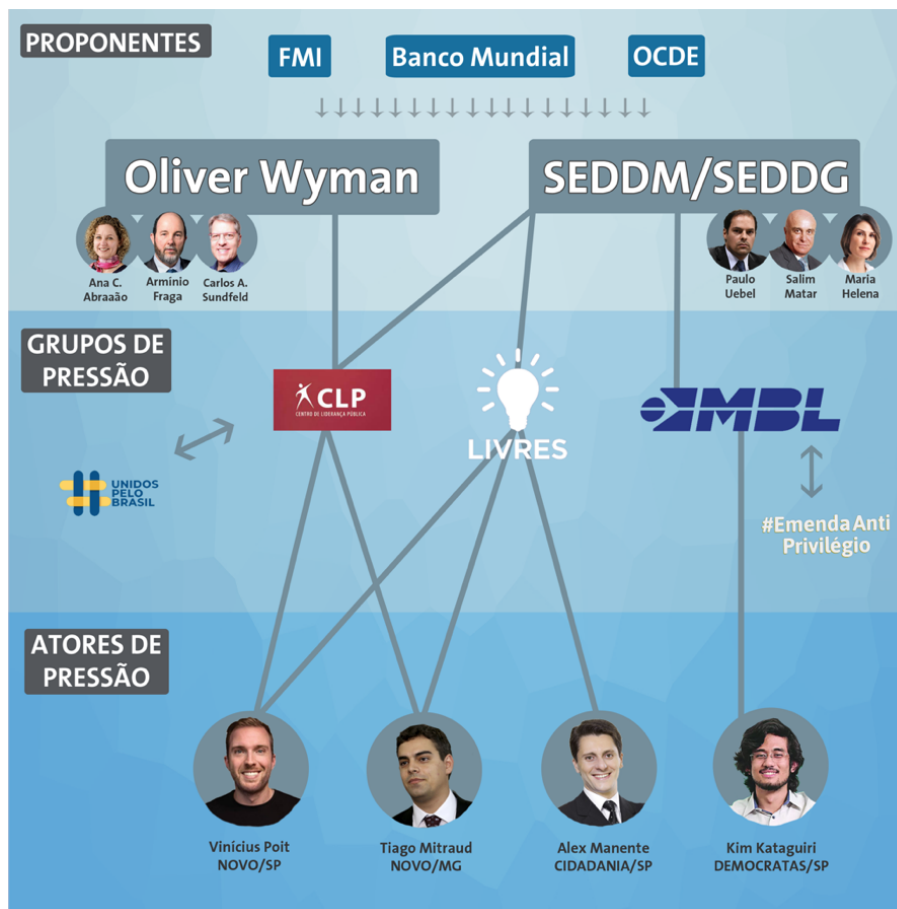 PROPONENTES
FMI
Banco Mundial
OCDE
Oliver Wyman
SEDDM/SEDDG
Ana C.
Abraaão
Arminio
Fraga
Carlos A.
Sundfeld
Paulo
Uebel
Salim
Matar
Maria
Helena
GRUPOS DE
PRESSÃO
CLP
CENTRO DE LIDERANÇA PÚBLICA
LIVRES
MBL
UNIDOS
PELO
BRASIL
#EmendaAnti
Privilégio
ATORES DE
PRESSÃO
Vinícius Poit
NOVO/SP
Tiago Mitraud
NOVO/MG
Alex Manente
CIDADANIA/SP
Kim Kataguiri
DEMOCRATAS/SP